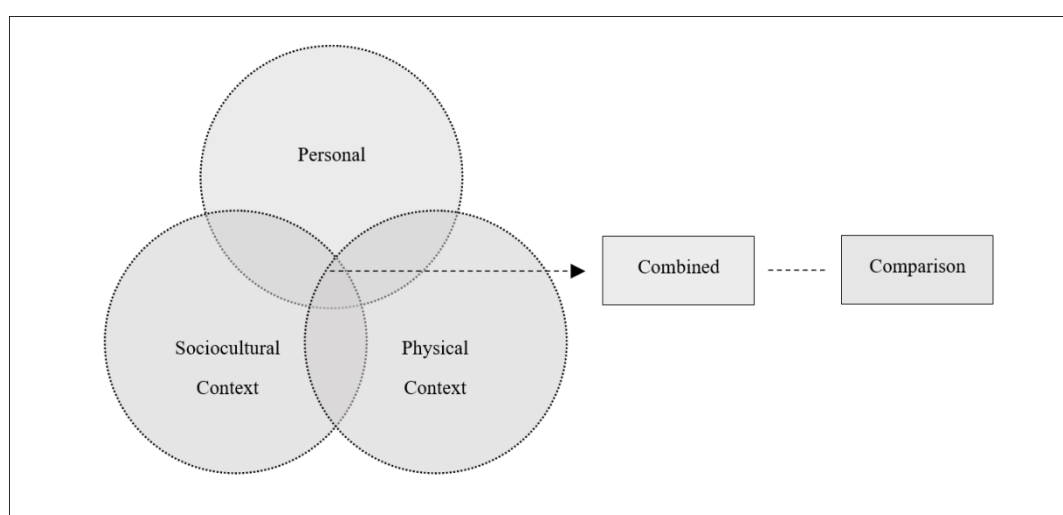 Personal
Sociocultural
Context
Physical
Context
Combined
Comparison